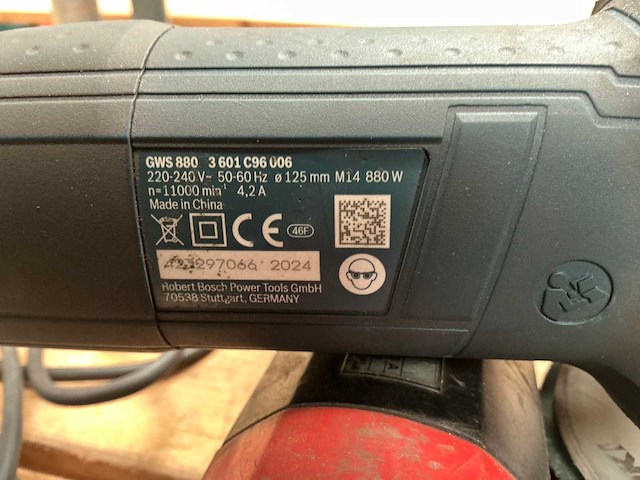 GWS 880 3 601 C96 006
220-240 V~ 50-60 Hz ø 125 mm M14 880 W
n=11000 min⁻¹ 4,2 A
Made in China
CE 46F
423297066 2024
Robert Bosch Power Tools GmbH
70538 Stuttgart, GERMANY